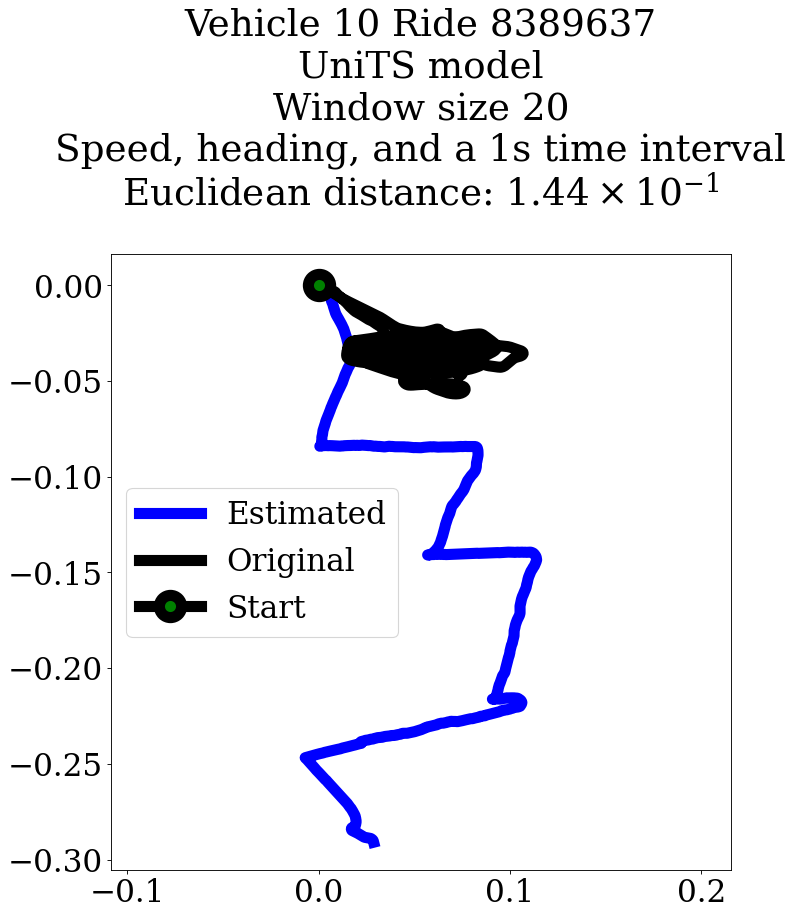 Vehicle 10 Ride 8389637
UniTS model
Window size 20
Speed, heading, and a 1s time interval
Euclidean distance: 1.44 × 10⁻¹
0.00
−0.05
−0.10
−0.15
−0.20
−0.25
−0.30
Estimated
Original
Start
−0.1 0.0 0.1 0.2